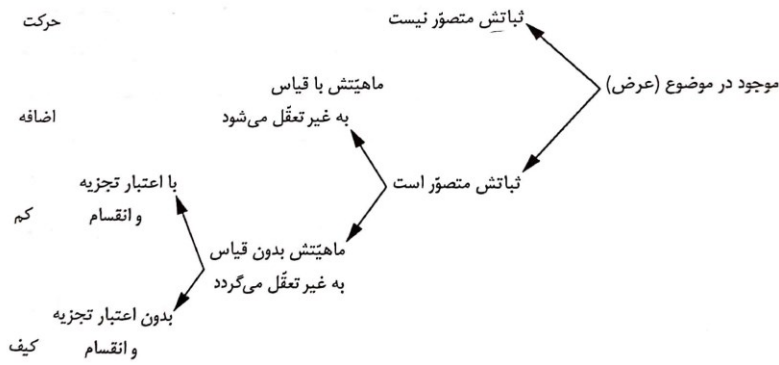 ثباتش متصوّر نیست
حرکت
موجود در موضوع (عرض)
ماهیّتش با قیاس
به غیر تعقّل می‌شود
اضافه
ثباتش متصوّر است
با اعتبار تجزیه
و انقسام
کم
ماهیّتش بدون قیاس
به غیر تعقّل می‌گردد
بدون اعتبار تجزیه
و انقسام
کیف